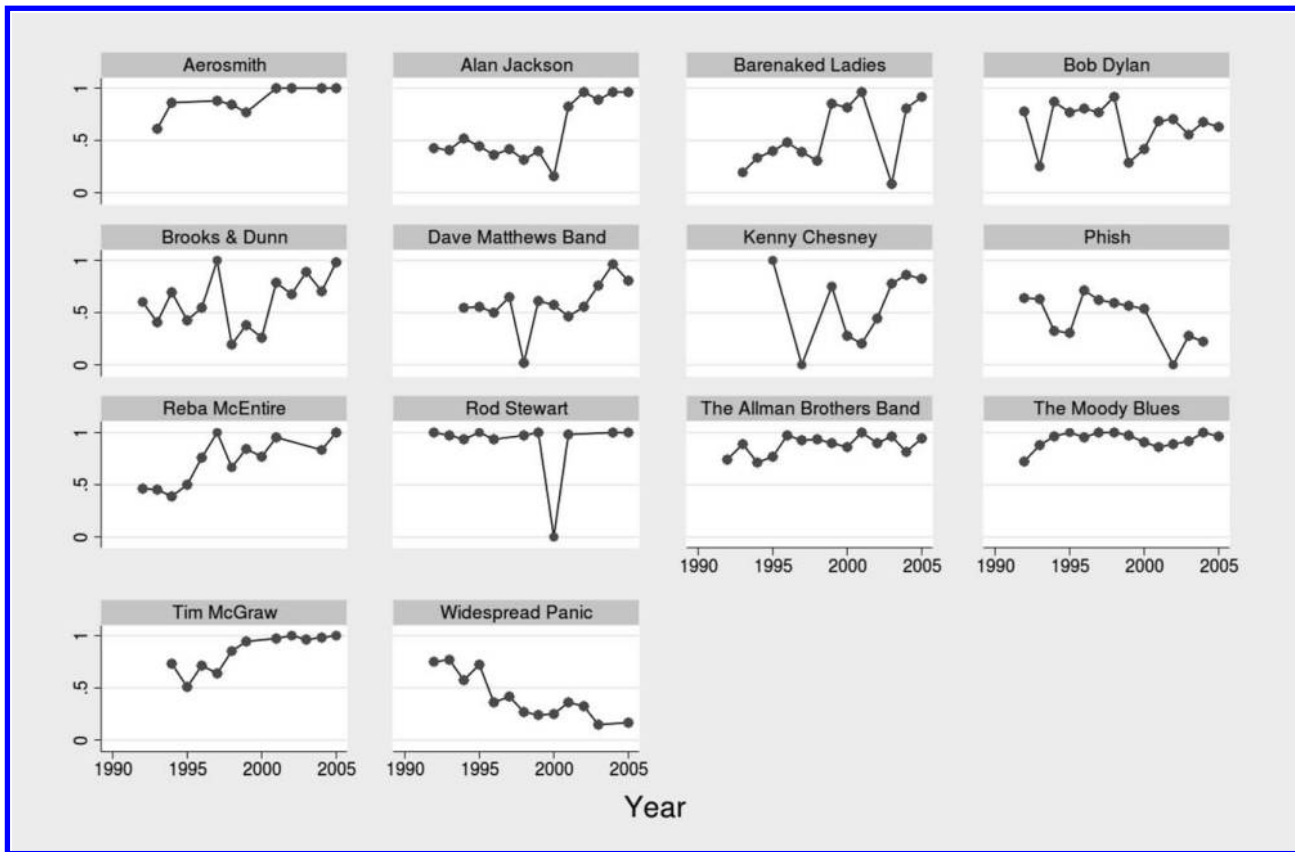 Aerosmith
Alan Jackson
Barenaked Ladies
Bob Dylan
1
.5
0
Brooks & Dunn
Dave Matthews Band
Kenny Chesney
Phish
1
.5
0
Reba McEntire
Rod Stewart
The Allman Brothers Band
The Moody Blues
1
.5
0
1990 1995 2000 2005
1990 1995 2000 2005
Tim McGraw
Widespread Panic
1
.5
0
1990 1995 2000 2005
1990 1995 2000 2005
Year